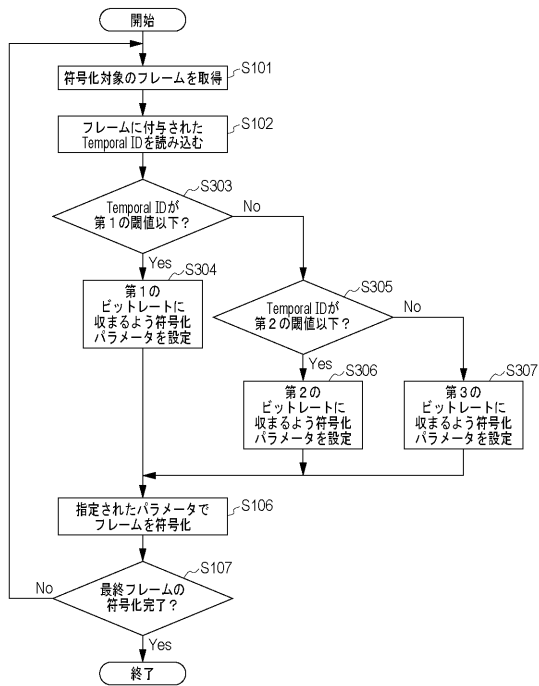 開始
符号化対象のフレームを取得
S101
フレームに付与された
Temporal IDを読み込む
S102
Temporal IDが
第１の閾値以下？
S303
No
Yes
第１の
ビットレートに
収まるよう符号化
パラメータを設定
S304
Temporal IDが
第２の閾値以下？
S305
No
Yes
第２の
ビットレートに
収まるよう符号化
パラメータを設定
S306
第３の
ビットレートに
収まるよう符号化
パラメータを設定
S307
指定されたパラメータで
フレームを符号化
S106
最終フレームの
符号化完了？
S107
No
Yes
終了